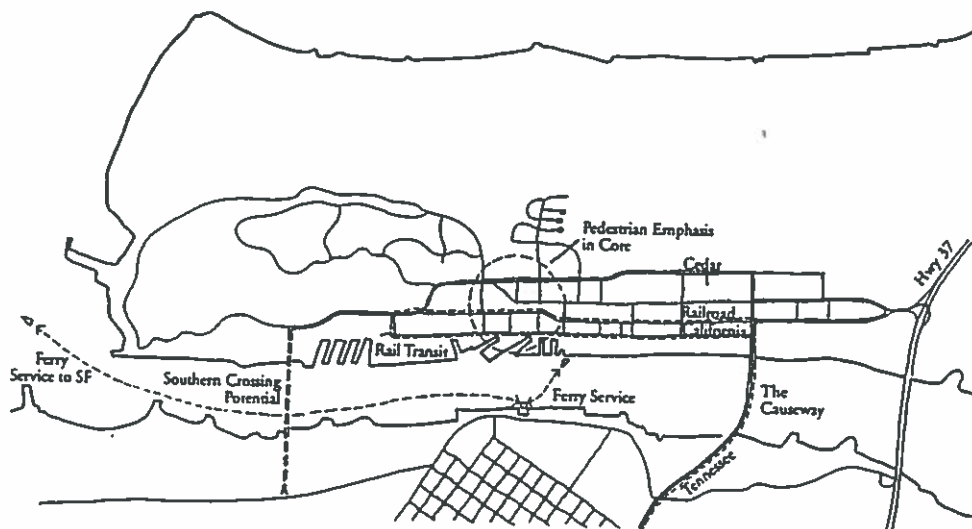 Pedestrian Emphasis
in Core
Cedar
Hwy 37
Railroad
California
Rail Transit
Ferry
Service to SF
Southern Crossing
Potential
Ferry Service
The
Causeway
Tennessee